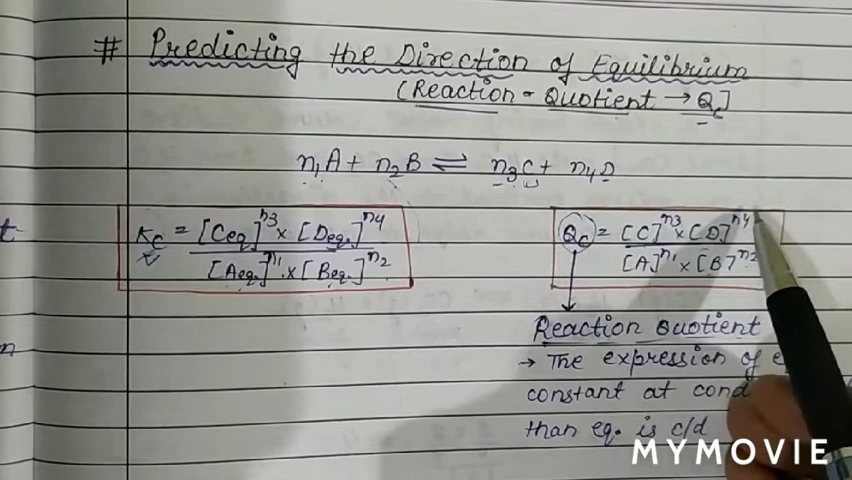 # Predicting the Direction of Equilibrium
(Reaction - Quotient → Qc]
n₁A + n₂B ⇌ n₃C + n₄D
t
Kc = [Ceq]^n₃ × [Deq.]^n₄ / [Aeq.]^n₁ × [Beq.]^n₂
Qc = [C]^n₃ × [D]^n₄ / [A]^n₁ × [B]^n₂
n
Reaction Quotient
→ The expression of
constant at cond
than eq. is c/d
MYMOVIE